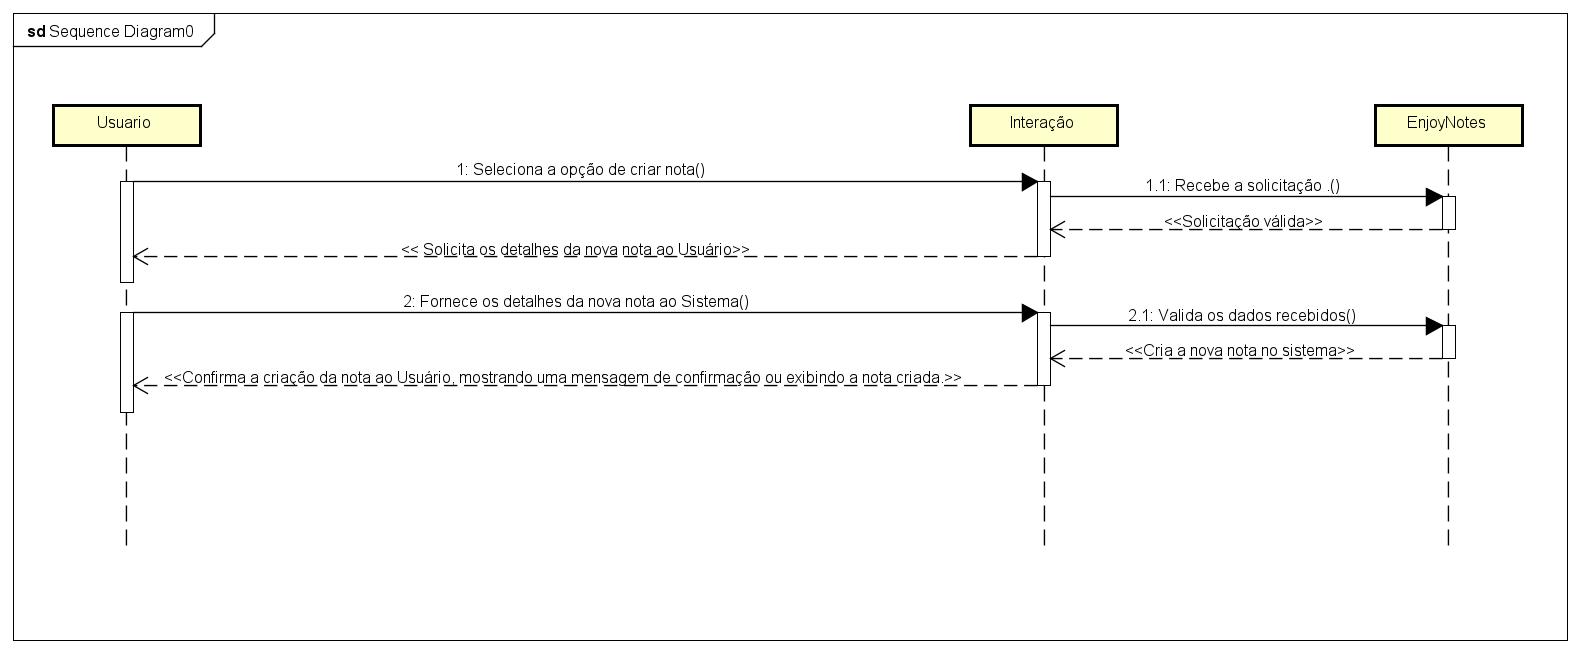 sd Sequence Diagram0
Usuario
Interação
EnjoyNotes
1: Seleciona a opção de criar nota()
1.1: Recebe a solicitação .()
<<Solicitação válida>>
<< Solicita os detalhes da nova nota ao Usuário>>
2: Fornece os detalhes da nova nota ao Sistema()
2.1: Valida os dados recebidos()
<<Cria a nova nota no sistema>>
<<Confirma a criação da nota ao Usuário, mostrando uma mensagem de confirmação ou exibindo a nota criada.>>